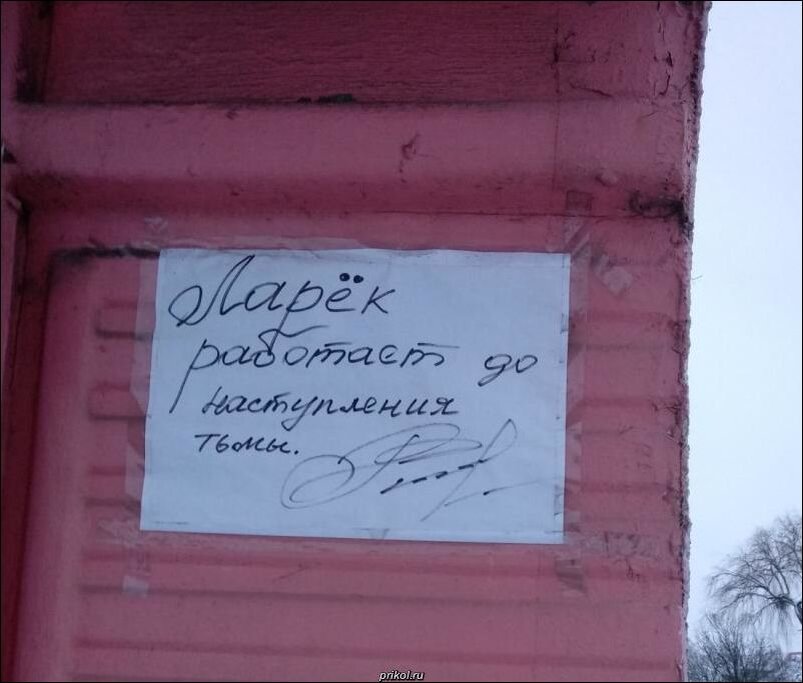 Ларёк
работает до
наступления
тьмы.
prikol.ru